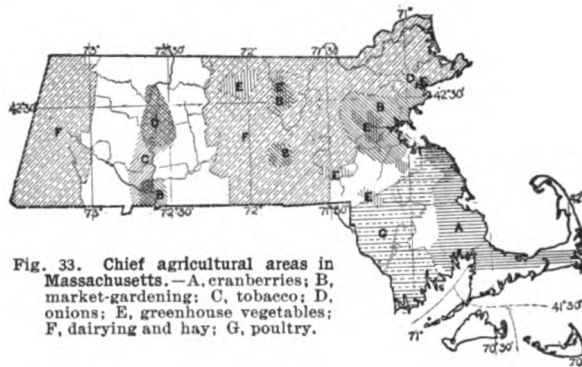 73° 72°30' 72° 71°30' 71°
E E B D E
42°30' 42°30'
B
D E
F C F B
C E
B E
73° 72°30' 72° 71°30' G A 42
Fig. 33. Chief agricultural areas in
Massachusetts.—A, cranberries; B,
market-gardening; C, tobacco; D,
onions; E, greenhouse vegetables;
F, dairying and hay; G, poultry.
41°30'
71°
70°30' 70